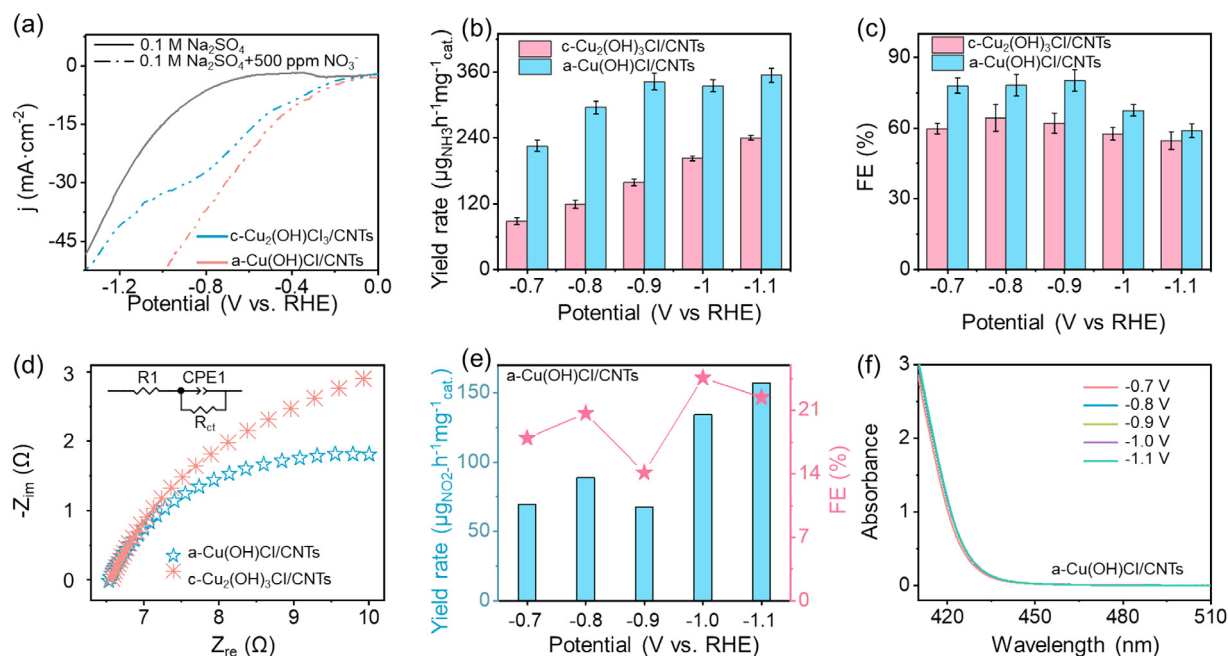 (a)
0.1 M Na₂SO₄
0.1 M Na₂SO₄+500 ppm NO₃⁻
0
-15
-30
-45
j (mA·cm⁻²)
c-Cu₂(OH)Cl₃/CNTs
a-Cu(OH)Cl/CNTs
-1.2
-0.8
-0.4
0.0
Potential (V vs. RHE)
(b)
c-Cu₂(OH)₃Cl/CNTs
a-Cu(OH)Cl/CNTs
360
240
120
0
Yield rate (μg_NH3 h⁻¹mg⁻¹_cat.)
-0.7
-0.8
-0.9
-1
-1.1
Potential (V vs RHE)
(c)
c-Cu₂(OH)₃Cl/CNTs
a-Cu(OH)Cl/CNTs
90
60
30
0
FE (%)
-0.7
-0.8
-0.9
-1
-1.1
Potential (V vs RHE)
(d)
R1
CPE1
R_ct
3
2
1
0
-Z_im (Ω)
a-Cu(OH)Cl/CNTs
c-Cu₂(OH)₃Cl/CNTs
7
8
9
10
Z_re (Ω)
(e)
a-Cu(OH)Cl/CNTs
150
100
50
0
Yield rate (μg_NO2- h⁻¹mg⁻¹_cat.)
21
14
7
0
FE (%)
-0.7
-0.8
-0.9
-1.0
-1.1
Potential (V vs. RHE)
(f)
3
2
1
0
Absorbance
-0.7 V
-0.8 V
-0.9 V
-1.0 V
-1.1 V
a-Cu(OH)Cl/CNTs
420
450
480
510
Wavelength (nm)